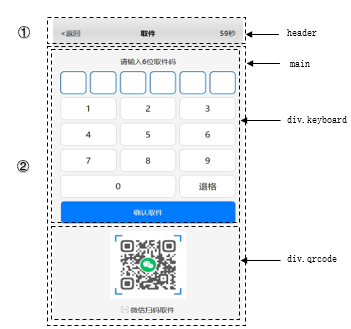 ① <返回 取件 59秒 header
请输入6位取件码 main
1 2 3 div.keyboard
4 5 6
7 8 9
②
0 退格
确认取件
div.qrcode
微信扫码取件